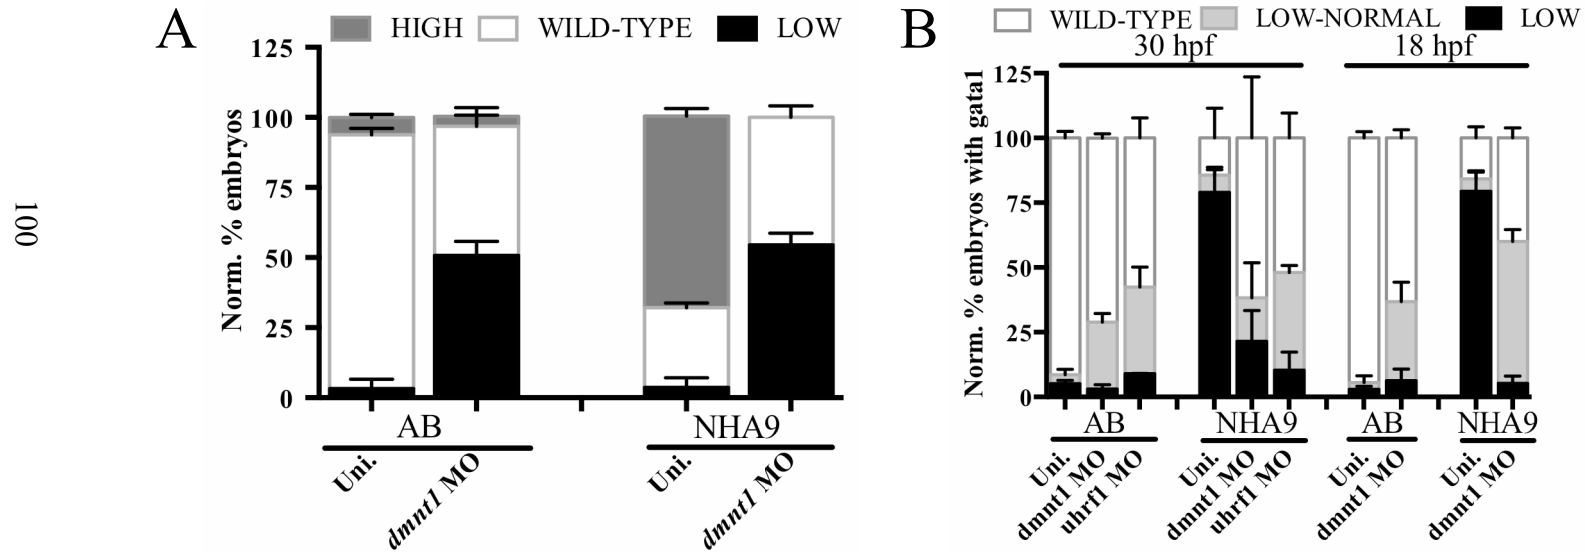 100
A
HIGH WILD-TYPE LOW
Norm. % embryos
125
100
75
50
25
0
AB NHA9
Uni. dmnt1 MO Uni. dmnt1 MO
B
WILD-TYPE LOW-NORMAL LOW
30 hpf 18 hpf
Norm. % embryos with gata1
125
100
75
50
25
0
AB NHA9 AB NHA9
Uni. dmnt1 MO uhrf1 MO Uni. dmnt1 MO uhrf1 MO Uni. dmnt1 MO Uni. dmnt1 MO